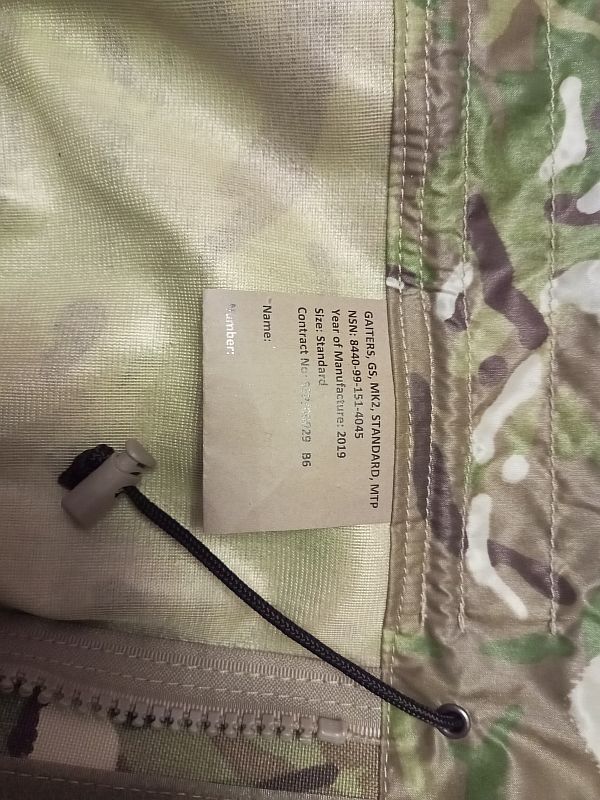 GAITERS, GS, MK2, STANDARD, MTP
NSN: 8440-99-151-4045
Year of Manufacture: 2019
Size: Standard
Contract No: B6
Name:
Number: